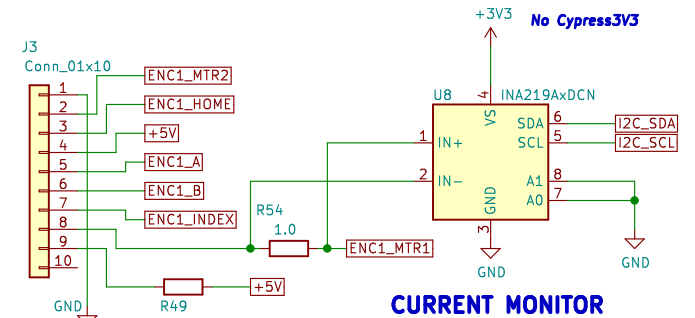 +3V3
No Cypress3V3
J3
Conn_01x10
U8
INA219AxDCN
1
2
3
4
5
6
7
8
9
10
ENC1_MTR2
ENC1_HOME
+5V
ENC1_A
ENC1_B
ENC1_INDEX
R54
1.0
ENC1_MTR1
R49
+5V
GND
4
VS
1
IN+
2
IN-
SDA
6
I2C_SDA
SCL
5
I2C_SCL
A1
8
A0
7
GND
3
GND
GND
CURRENT MONITOR